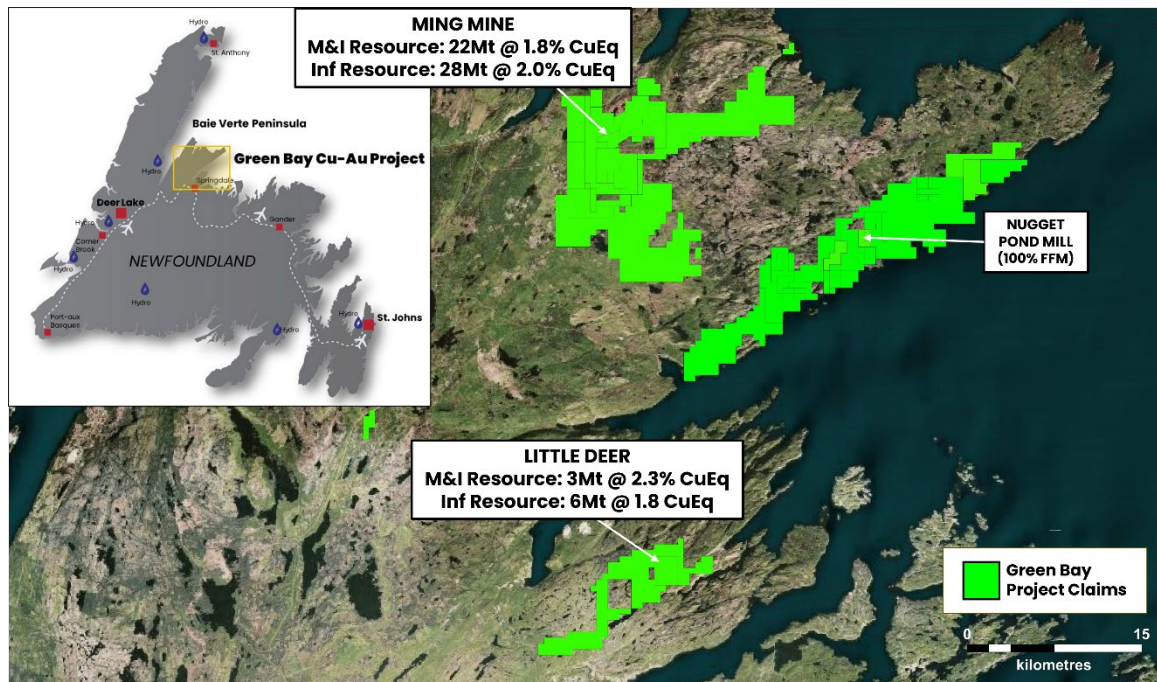 MING MINE
M&I Resource: 22Mt @ 1.8% CuEq
Inf Resource: 28Mt @ 2.0% CuEq
Hydro
St. Anthony
Baie Verte Peninsula
Green Bay Cu-Au Project
Hydro
Springdale
Deer Lake
Hydro
Corner
Brook
Gander
Hydro
NEWFOUNDLAND
Hydro
Hydro
Port-aux
Basques
Hydro
St. Johns
NUGGET
POND MILL
(100% FFM)
LITTLE DEER
M&I Resource: 3Mt @ 2.3% CuEq
Inf Resource: 6Mt @ 1.8 CuEq
Green Bay
Project Claims
0 15
kilometres